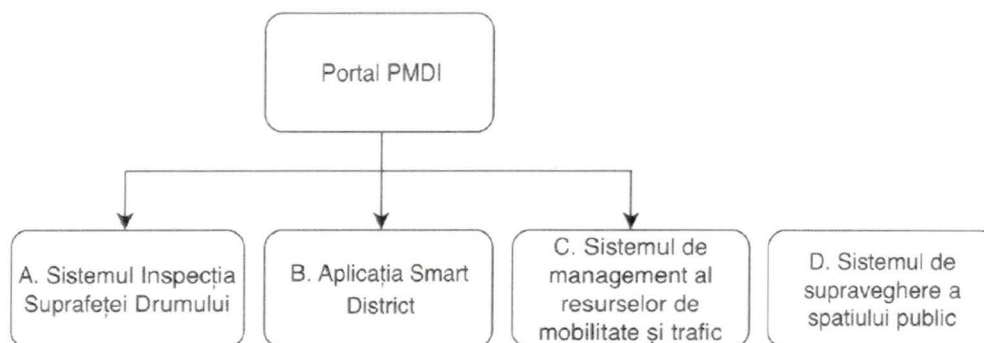 Portal PMDI
A. Sistemul Inspecția
Suprafeței Drumului
B. Aplicația Smart
District
C. Sistemul de
management al
resurselor de
mobilitate și trafic
D. Sistemul de
supraveghere a
spatiului public